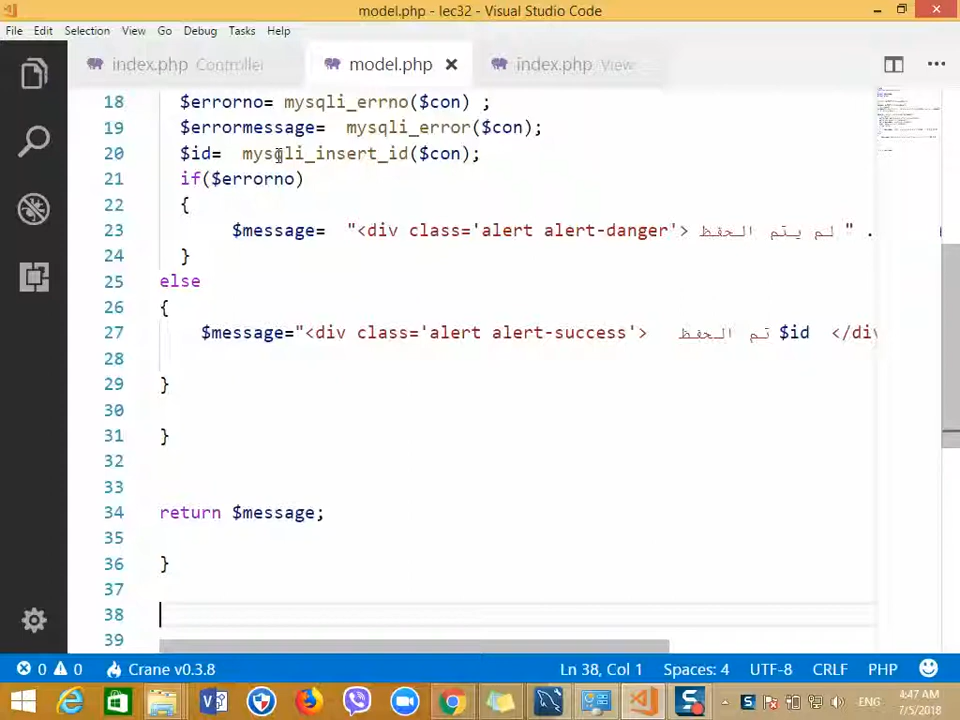 model.php - lec32 - Visual Studio Code
File Edit Selection View Go Debug Tasks Help
index.php Controller model.php index.php View
18 $errorno= mysqli_errno($con) ;
19 $errormessage= mysqli_error($con);
20 $id= mysqli_insert_id($con);
21 if($errorno)
22 {
23 $message= "<div class='alert alert-danger'> لم يتم الحفظ " .
24 }
25 else
26 {
27 $message="<div class='alert alert-success'> تم الحفظ $id </div
28
29 }
30
31 }
32
33
34 return $message;
35
36 }
37
38
39
0 0 Crane v0.3.8 Ln 38, Col 1 Spaces: 4 UTF-8 CRLF PHP
ENG 4:47 AM
7/5/2018